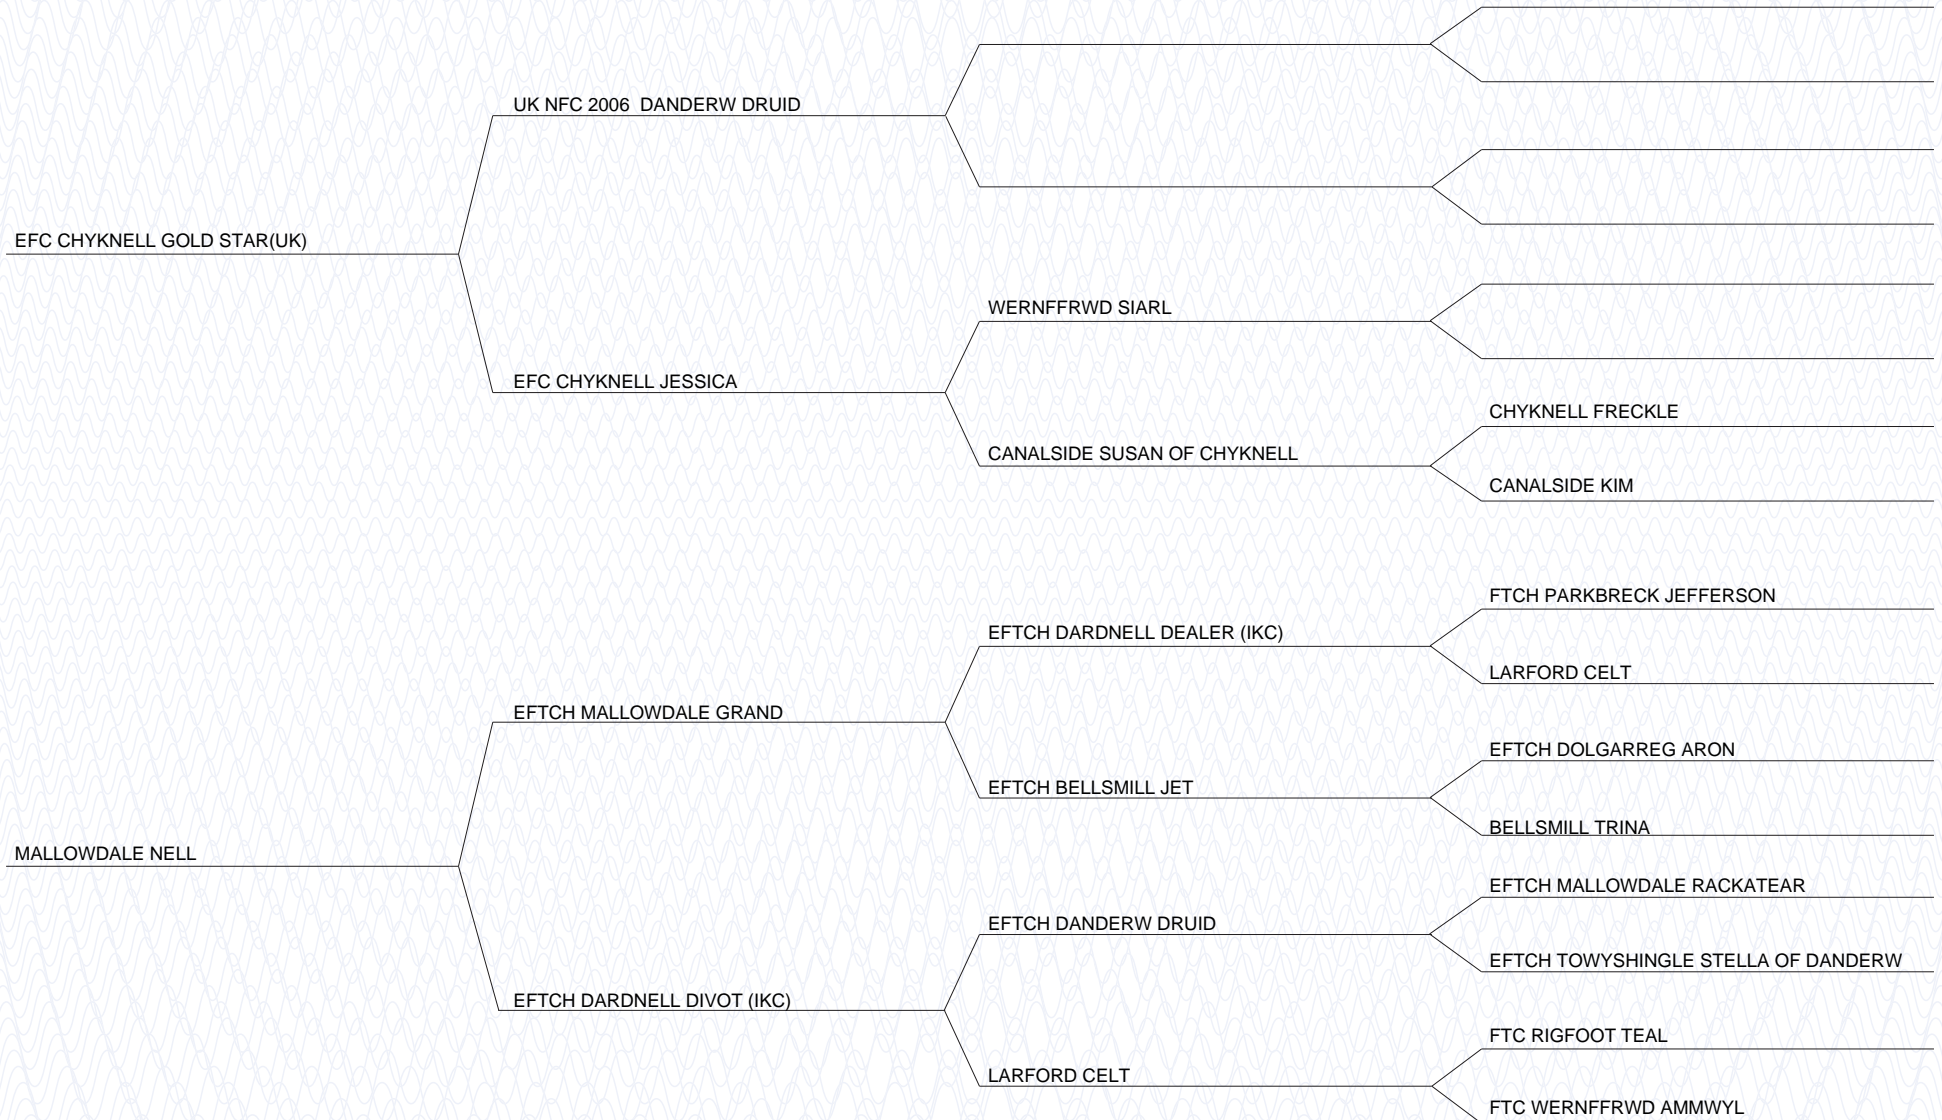 UK NFC 2006  DANDERW DRUID
EFC CHYKNELL GOLD STAR(UK)
WERNFFRWD SIARL
EFC CHYKNELL JESSICA
CHYKNELL FRECKLE
CANALSIDE SUSAN OF CHYKNELL
CANALSIDE KIM
FTCH PARKBRECK JEFFERSON
EFTCH DARDNELL DEALER (IKC)
LARFORD CELT
EFTCH MALLOWDALE GRAND
EFTCH DOLGARREG ARON
EFTCH BELLSMILL JET
BELLSMILL TRINA
MALLOWDALE NELL
EFTCH MALLOWDALE RACKATEAR
EFTCH DANDERW DRUID
EFTCH TOWYSHINGLE STELLA OF DANDERW
EFTCH DARDNELL DIVOT (IKC)
FTC RIGFOOT TEAL
LARFORD CELT
FTC WERNFFRWD AMMWYL